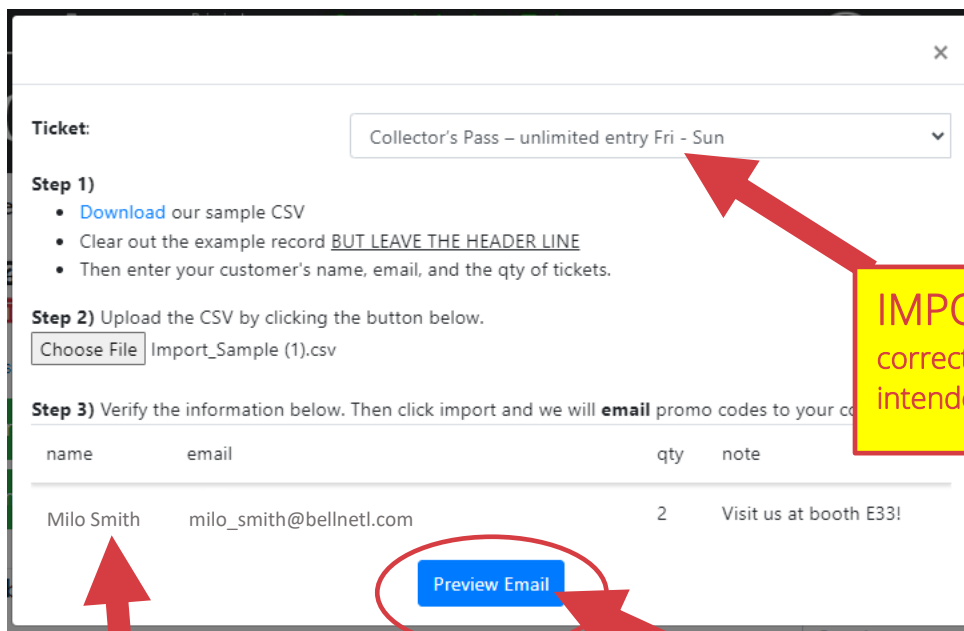 ×
Ticket: Collector's Pass – unlimited entry Fri - Sun
Step 1)
• Download our sample CSV
• Clear out the example record BUT LEAVE THE HEADER LINE
• Then enter your customer's name, email, and the qty of tickets.
Step 2) Upload the CSV by clicking the button below.
Choose File Import_Sample (1).csv
Step 3) Verify the information below. Then click import and we will email promo codes to your
name email qty note
Milo Smith milo_smith@bellnetl.com 2 Visit us at booth E33!
Preview Email